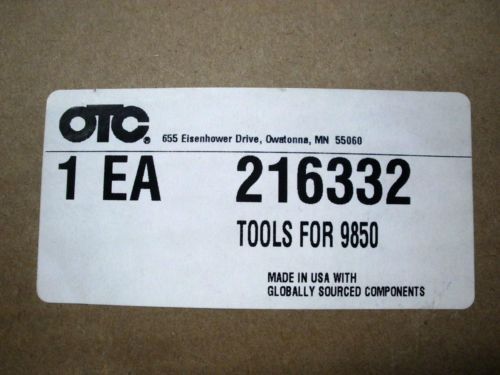 OTC® 655 Eisenhower Drive, Owatonna, MN 55060
1 EA 216332
TOOLS FOR 9850
MADE IN USA WITH
GLOBALLY SOURCED COMPONENTS